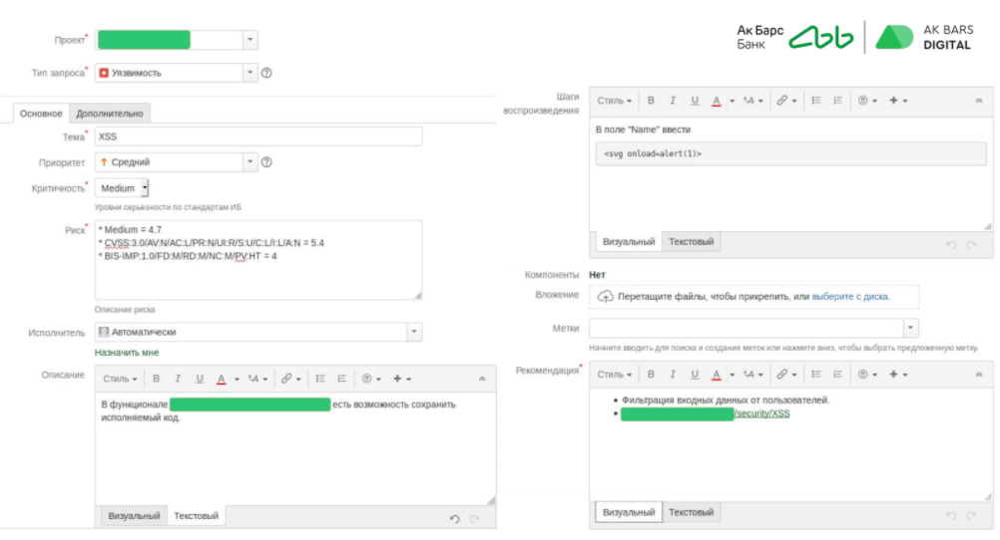 Ак Барс
Банк
AK BARS
DIGITAL
Проект*
Тип запроса*
Уязвимость
Основное
Дополнительно
Тема*
XSS
Приоритет
Средний
Критичность*
Medium
Уровни серьезности по стандартам ИБ
Риск*
* Medium = 4.7
* CVSS:3.0/AV:N/AC:L/PR:N/UI:R/S:U/C:L/I:L/A:N = 5.4
* BIS-IMP:1.0/FD:M/RD:M/NC:M/PV:HT = 4
Описание риска
Исполнитель
Автоматически
Назначить мне
Описание
Стиль B I U A
В функционале есть возможность сохранить
исполняемый код.
Визуальный
Текстовый
Шаги
воспроизведения
Стиль B I U A
В поле "Name" ввести
<svg onload=alert(1)>
Визуальный
Текстовый
Компоненты
Нет
Вложение
Перетащите файлы, чтобы прикрепить, или выберите с диска.
Метки
Начните вводить для поиска и создания меток или нажмите вниз, чтобы выбрать предложенную метку.
Рекомендация*
Стиль B I U A
• Фильтрация входных данных от пользователей.
• /security/XSS
Визуальный
Текстовый